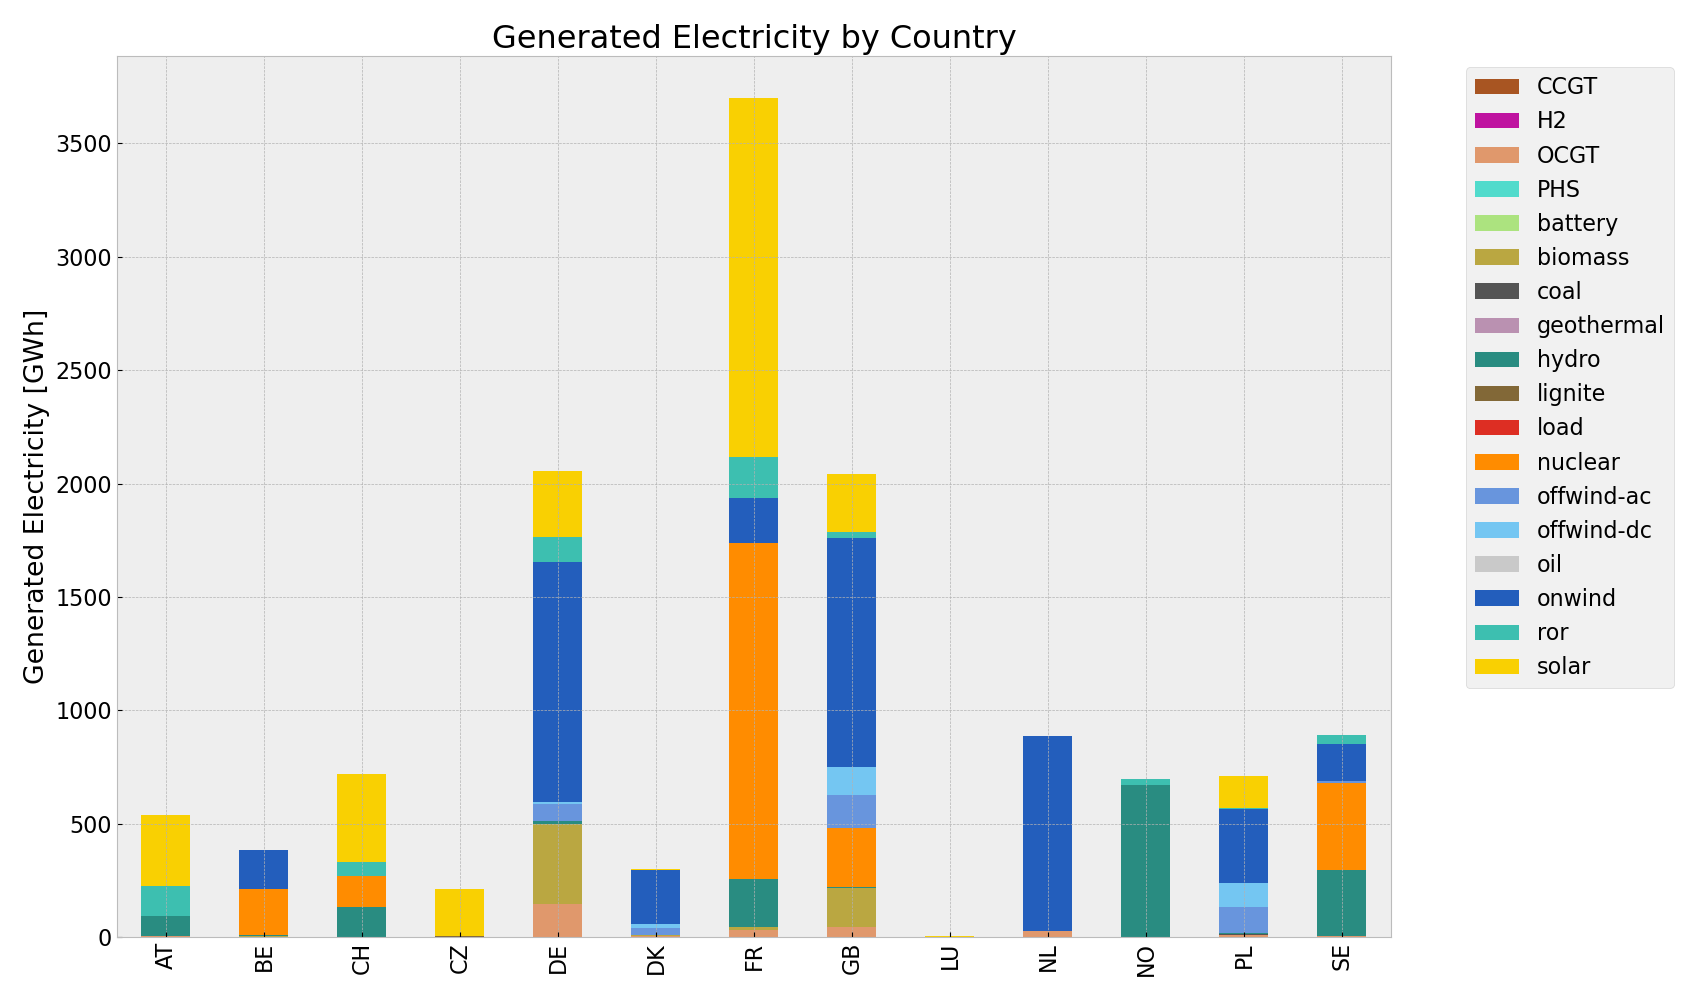 Generated Electricity by Country
Generated Electricity [GWh]
3500
3000
2500
2000
1500
1000
500
0
AT
BE
CH
CZ
DE
DK
FR
GB
LU
NL
NO
PL
SE
CCGT
H2
OCGT
PHS
battery
biomass
coal
geothermal
hydro
lignite
load
nuclear
offwind-ac
offwind-dc
oil
onwind
ror
solar